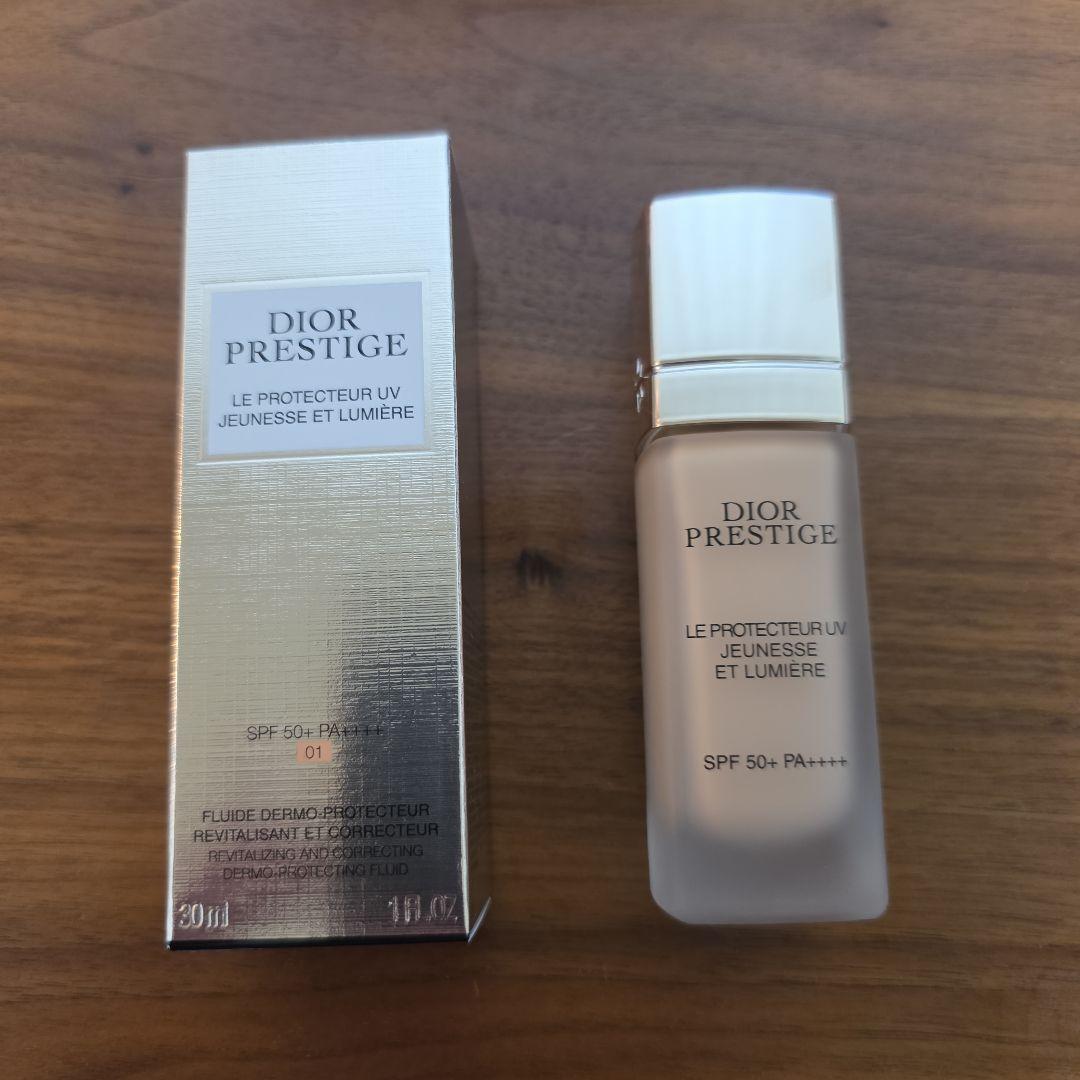 DIOR
PRESTIGE
LE PROTECTEUR UV
JEUNESSE ET LUMIÈRE
SPF 50+ PA++++
01
FLUIDE DERMO-PROTECTEUR
REVITALISANT ET CORRECTEUR
REVITALIZING AND CORRECTING
DERMO-PROTECTING FLUID
30 ml
1 FL.OZ
DIOR
PRESTIGE
LE PROTECTEUR UV
JEUNESSE
ET LUMIÈRE
SPF 50+ PA++++